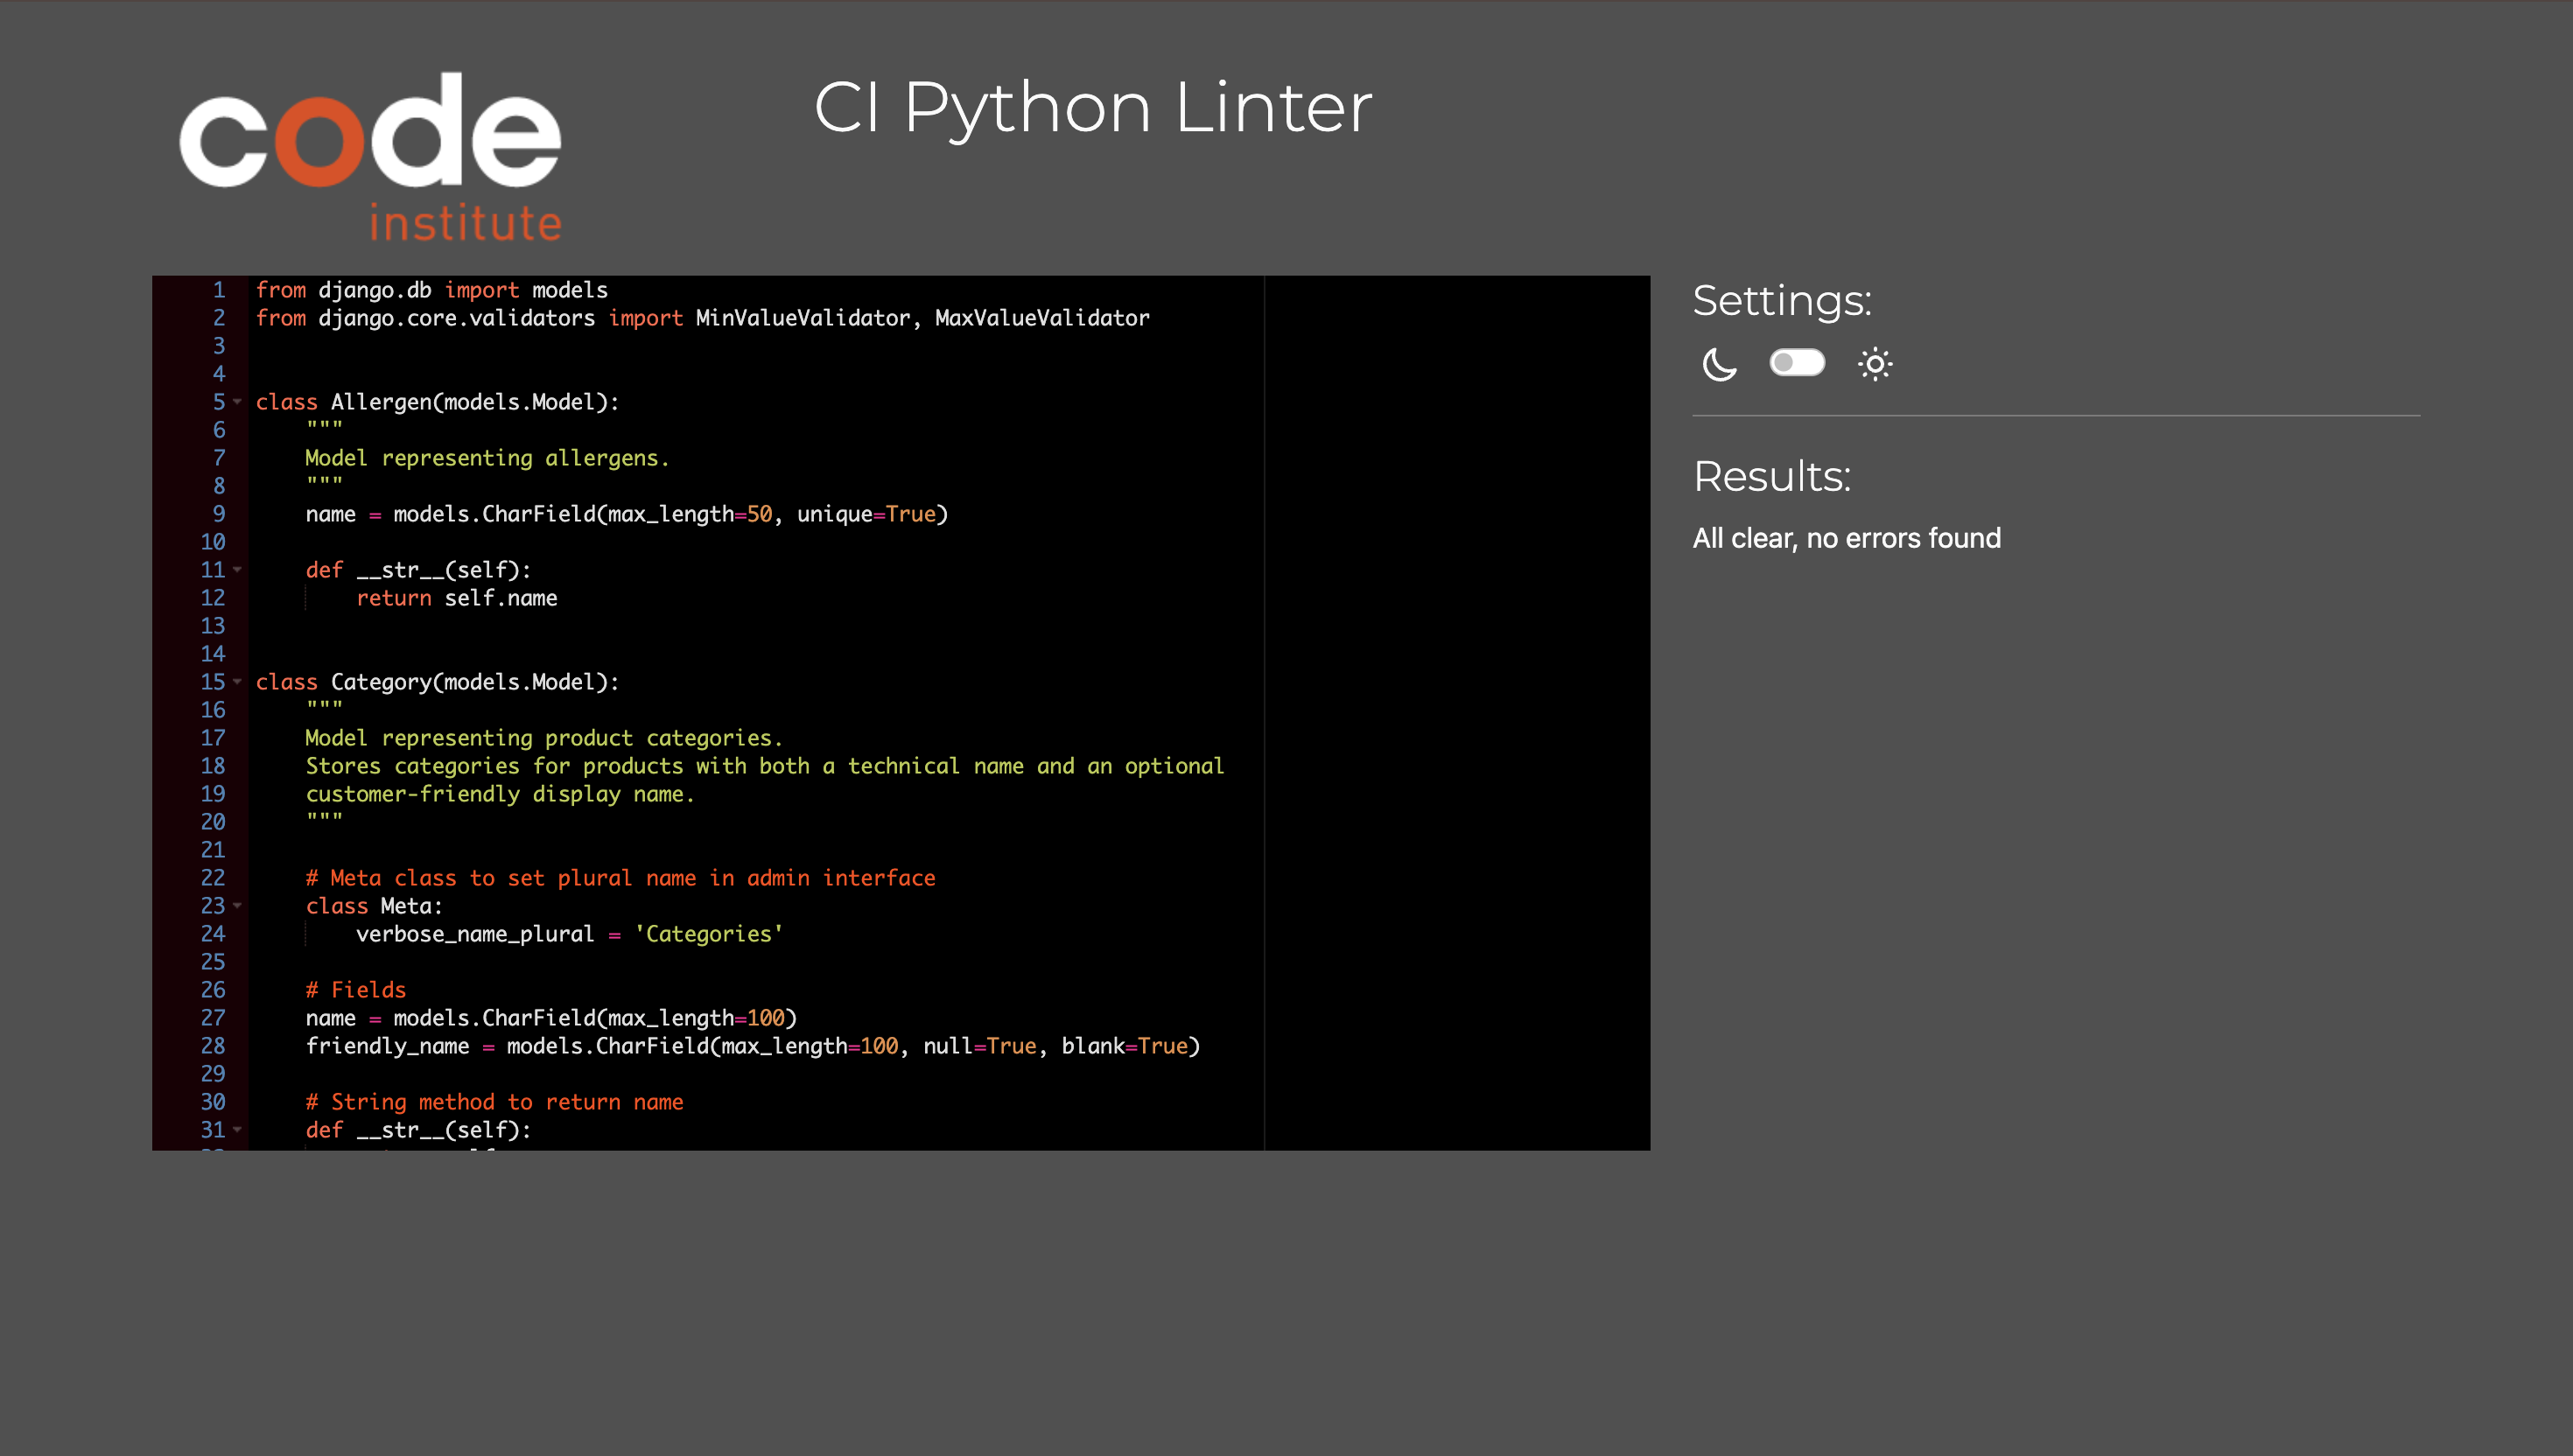 code
institute
CI Python Linter
1 from django.db import models
2 from django.core.validators import MinValueValidator, MaxValueValidator
3
4
5 class Allergen(models.Model):
6     """
7     Model representing allergens.
8     """
9     name = models.CharField(max_length=50, unique=True)
10
11     def __str__(self):
12         return self.name
13
14
15 class Category(models.Model):
16     """
17     Model representing product categories.
18     Stores categories for products with both a technical name and an optional
19     customer-friendly display name.
20     """
21
22     # Meta class to set plural name in admin interface
23     class Meta:
24         verbose_name_plural = 'Categories'
25
26     # Fields
27     name = models.CharField(max_length=100)
28     friendly_name = models.CharField(max_length=100, null=True, blank=True)
29
30     # String method to return name
31     def __str__(self):
Settings:
Results:
All clear, no errors found